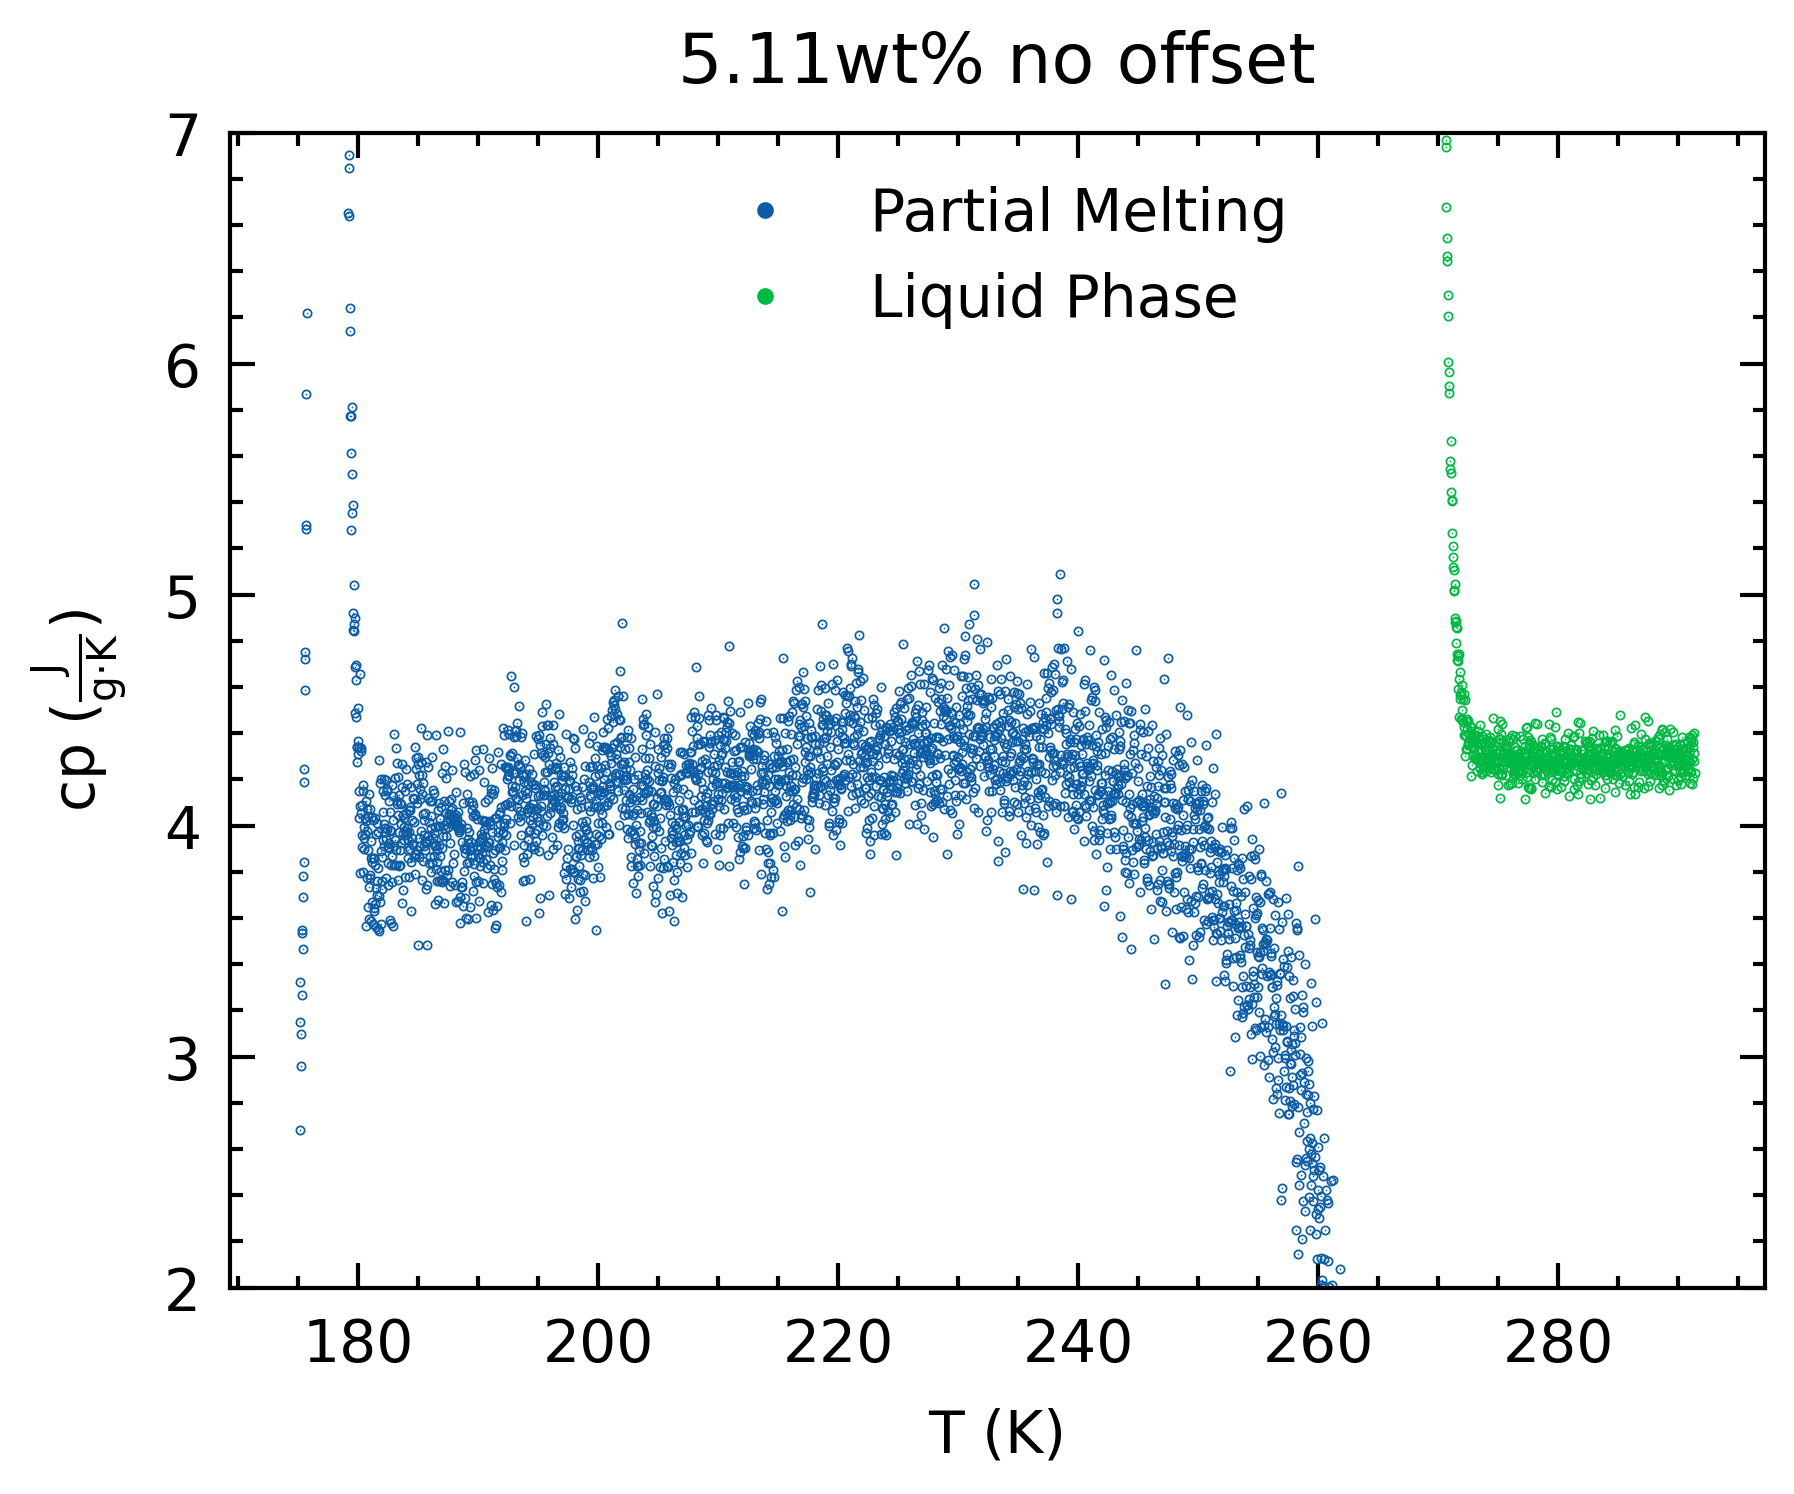 5.11wt% no offset
7
6
5
4
3
2
cp (J/g·K)
Partial Melting
Liquid Phase
180 200 220 240 260 280
T (K)